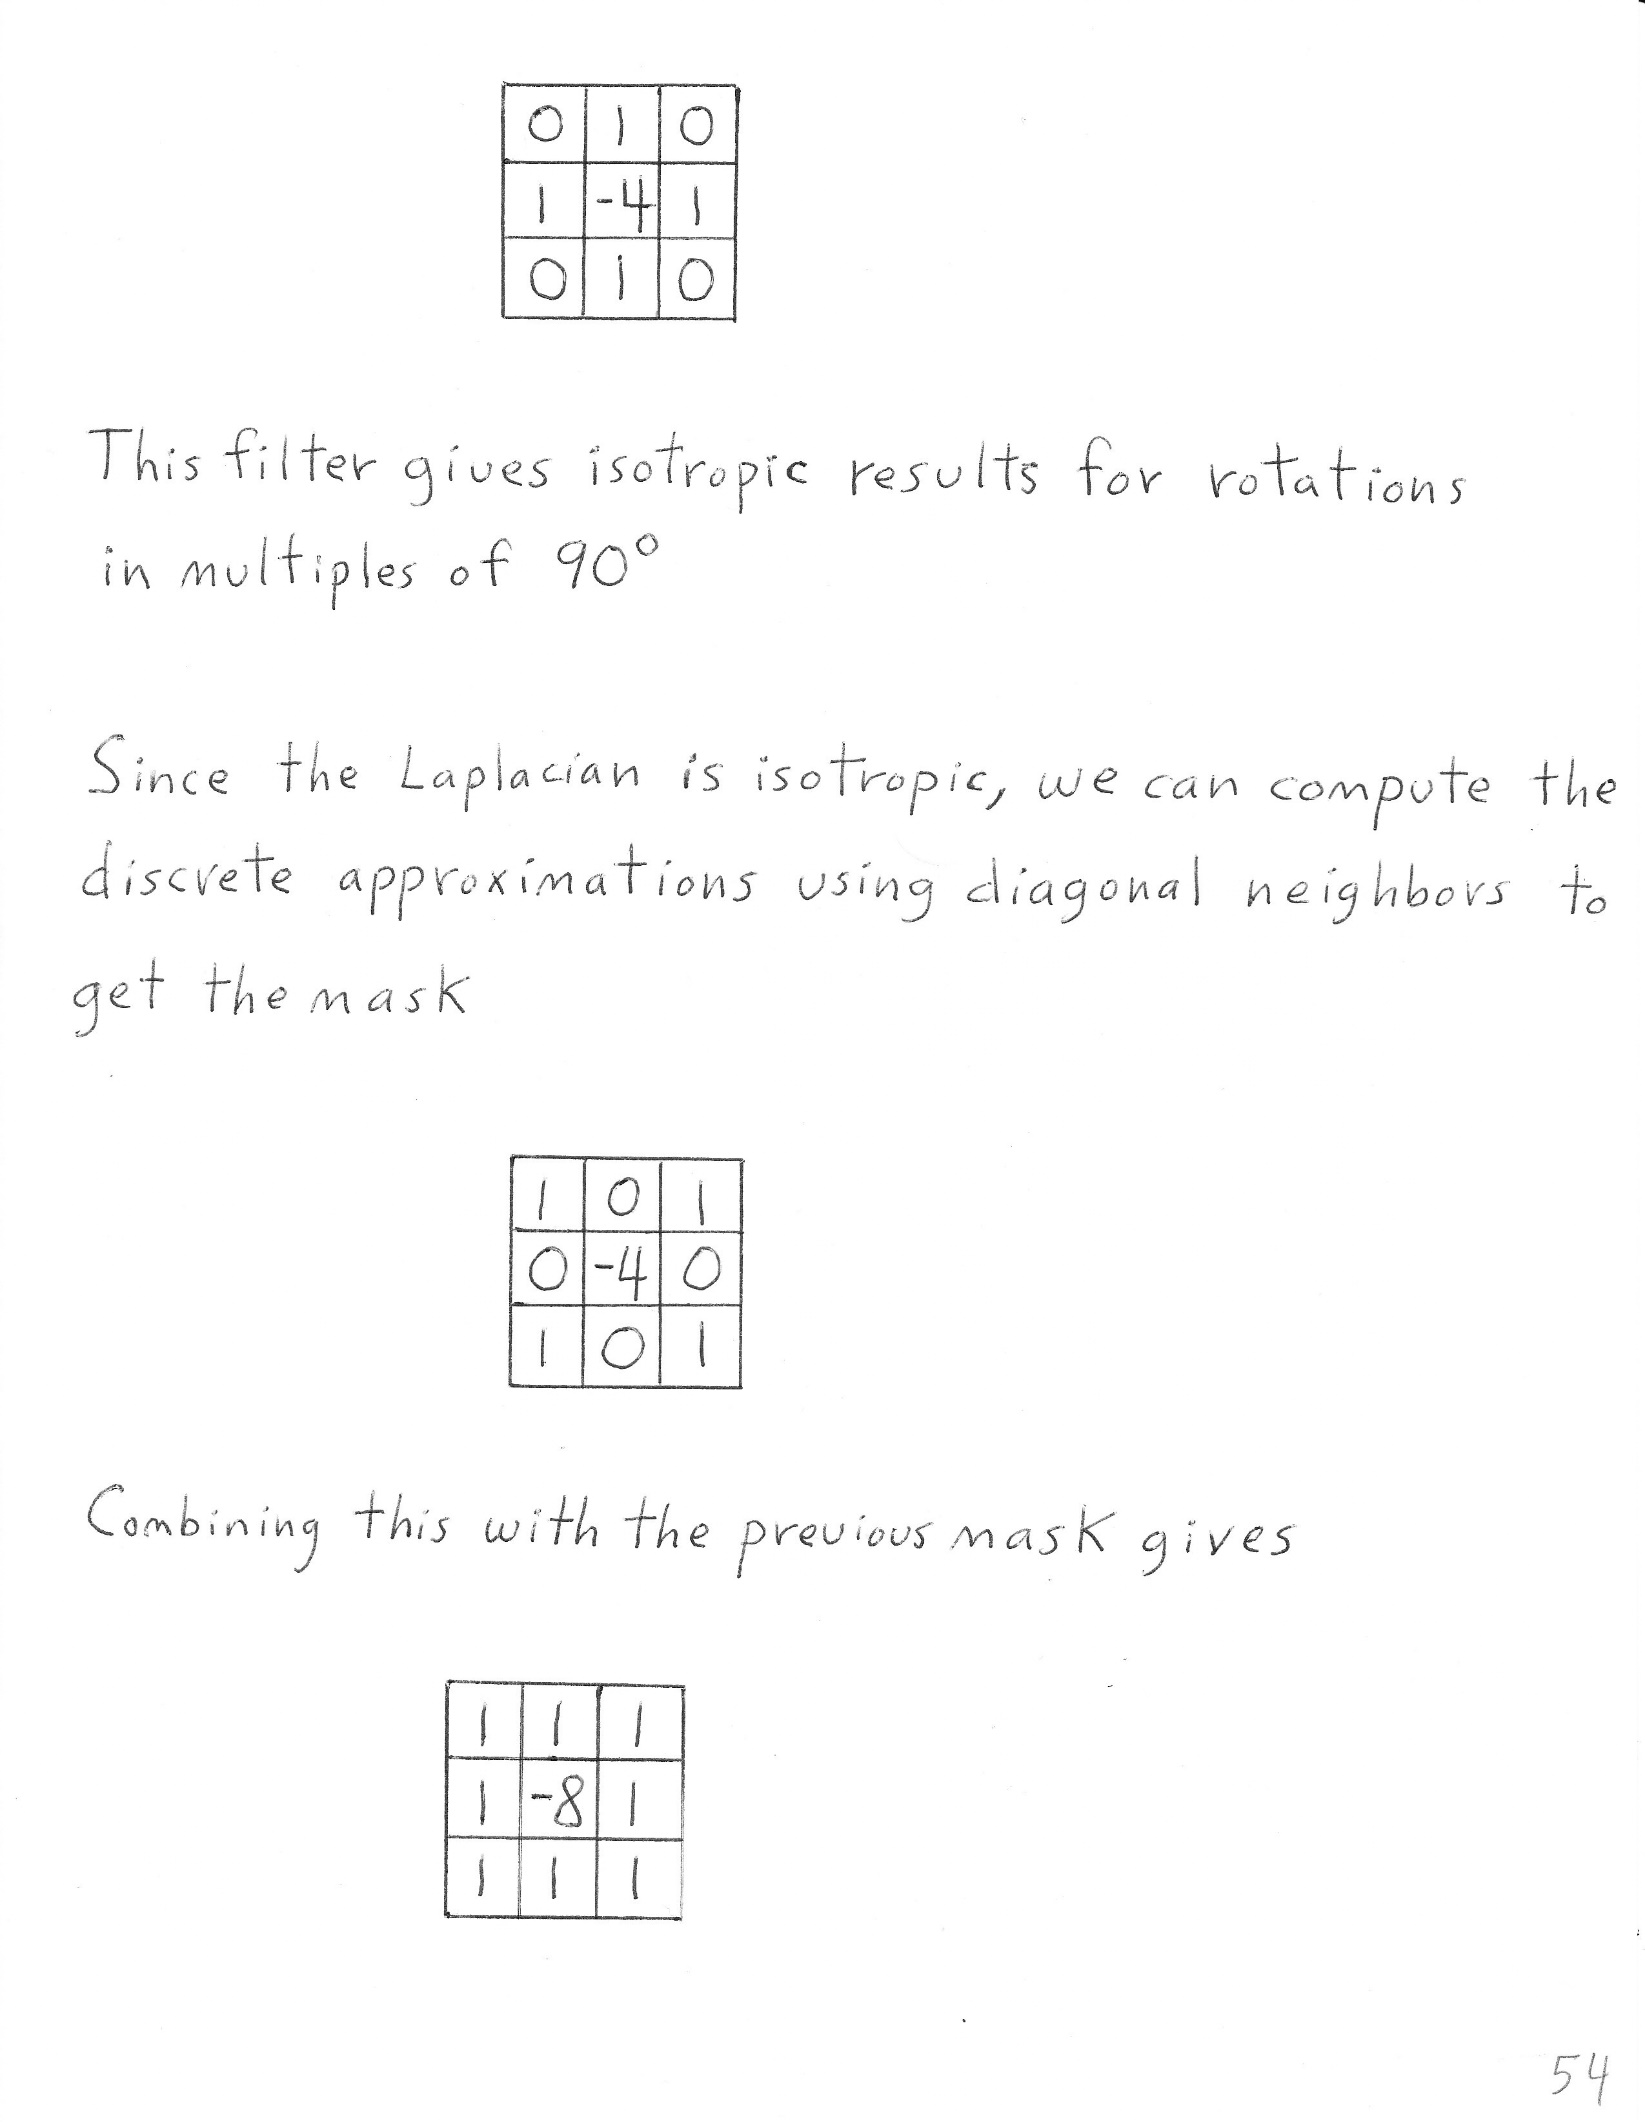 0 1 0
1 -4 1
0 1 0
This filter gives isotropic results for rotations
in multiples of 90°
Since the Laplacian is isotropic, we can compute the
discrete approximations using diagonal neighbors to
get the mask
1 0 1
0 -4 0
1 0 1
Combining this with the previous mask gives
1 1 1
1 -8 1
1 1 1
54